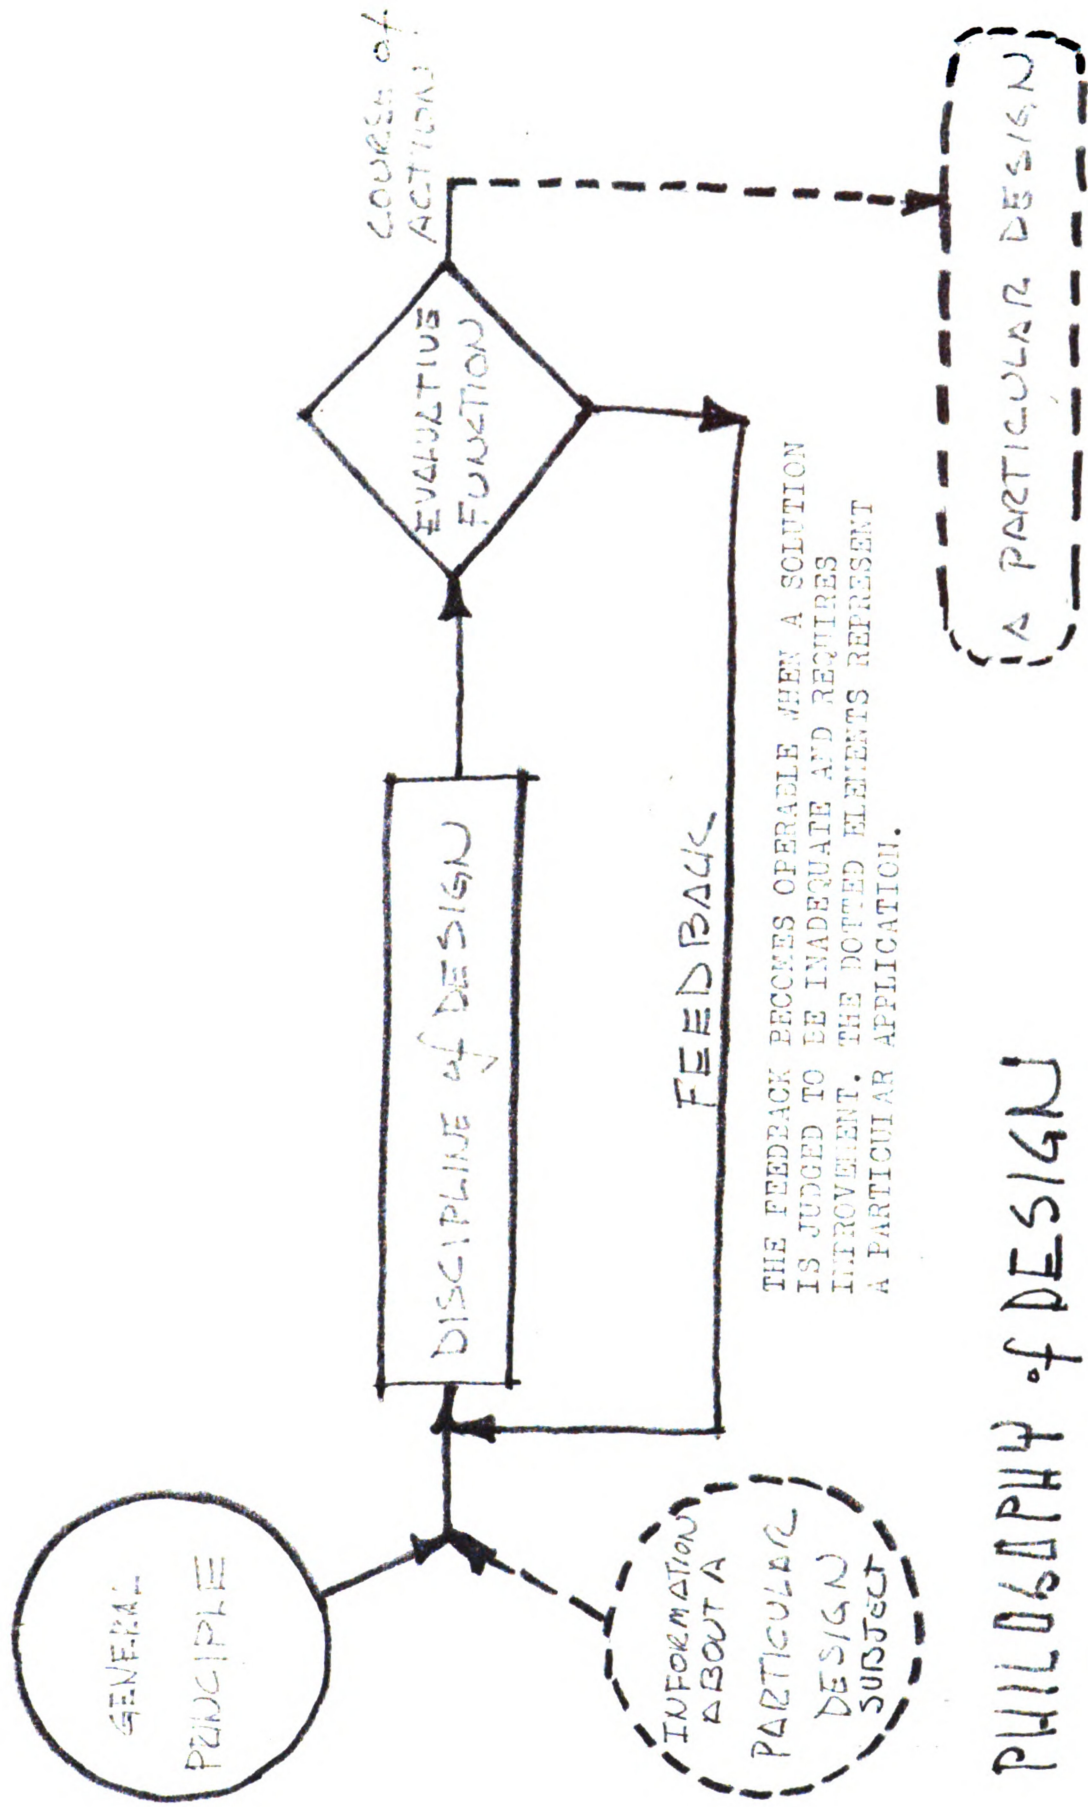 GENERAL
PRINCIPLE
INFORMATION
ABOUT A
PARTICULAR
DESIGN
SUBJECT
DISCIPLINE of DESIGN
EVALUATIVE
FUNCTION
COURSE of
ACTION
FEEDBACK
THE FEEDBACK BECOMES OPERABLE WHEN A SOLUTION
IS JUDGED TO BE INADEQUATE AND REQUIRES
IMPROVEMENT. THE DOTTED ELEMENTS REPRESENT
A PARTICULAR APPLICATION.
A PARTICULAR DESIGN
PHILOSOPHY of DESIGN